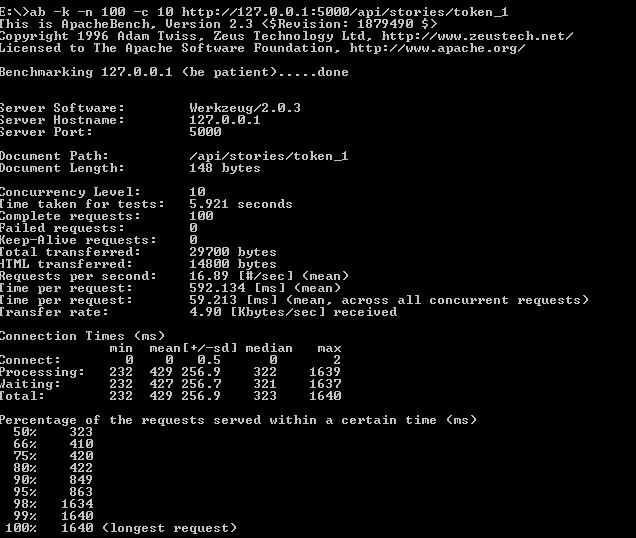 E:\>ab -k -n 100 -c 10 http://127.0.0.1:5000/api/stories/token_1
This is ApacheBench, Version 2.3 <$Revision: 1879490 $>
Copyright 1996 Adam Twiss, Zeus Technology Ltd, http://www.zeustech.net/
Licensed to The Apache Software Foundation, http://www.apache.org/
Benchmarking 127.0.0.1 (be patient).....done
Server Software: Werkzeug/2.0.3
Server Hostname: 127.0.0.1
Server Port: 5000
Document Path: /api/stories/token_1
Document Length: 148 bytes
Concurrency Level: 10
Time taken for tests: 5.921 seconds
Complete requests: 100
Failed requests: 0
Keep-Alive requests: 0
Total transferred: 29700 bytes
HTML transferred: 14800 bytes
Requests per second: 16.89 [#/sec] (mean)
Time per request: 592.134 [ms] (mean)
Time per request: 59.213 [ms] (mean, across all concurrent requests)
Transfer rate: 4.90 [Kbytes/sec] received
Connection Times (ms)
min mean[+/-sd] median max
Connect: 0 0 0.5 0 2
Processing: 232 429 256.9 322 1639
Waiting: 232 427 256.7 321 1637
Total: 232 429 256.9 323 1640
Percentage of the requests served within a certain time (ms)
50% 323
66% 410
75% 420
80% 422
90% 849
95% 863
98% 1634
99% 1640
100% 1640 (longest request)